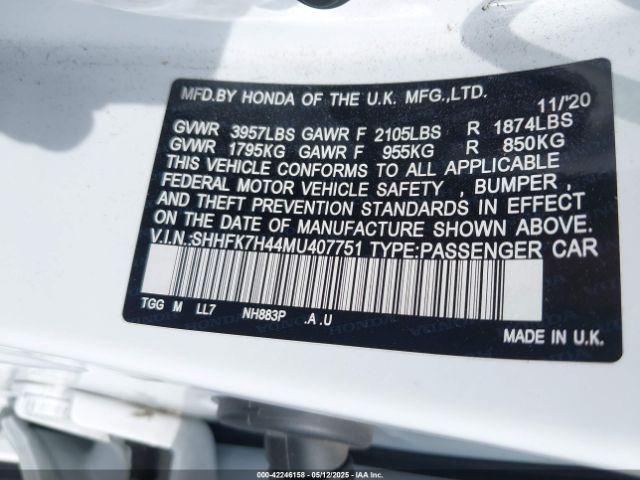 MFD.BY HONDA OF THE U.K. MFG.,LTD.
11/'20
GVWR 3957LBS GAWR F 2105LBS R 1874LBS
GVWR 1795KG GAWR F 955KG R 850KG
THIS VEHICLE CONFORMS TO ALL APPLICABLE
FEDERAL MOTOR VEHICLE SAFETY , BUMPER ,
AND THEFT PREVENTION STANDARDS IN EFFECT
ON THE DATE OF MANUFACTURE SHOWN ABOVE.
V.I.N.:SHHFK7H44MU407751 TYPE:PASSENGER CAR
TGG M LL7 NH883P .A .U
MADE IN U.K.
000-42246158 - 05/12/2025 - IAAI.COM